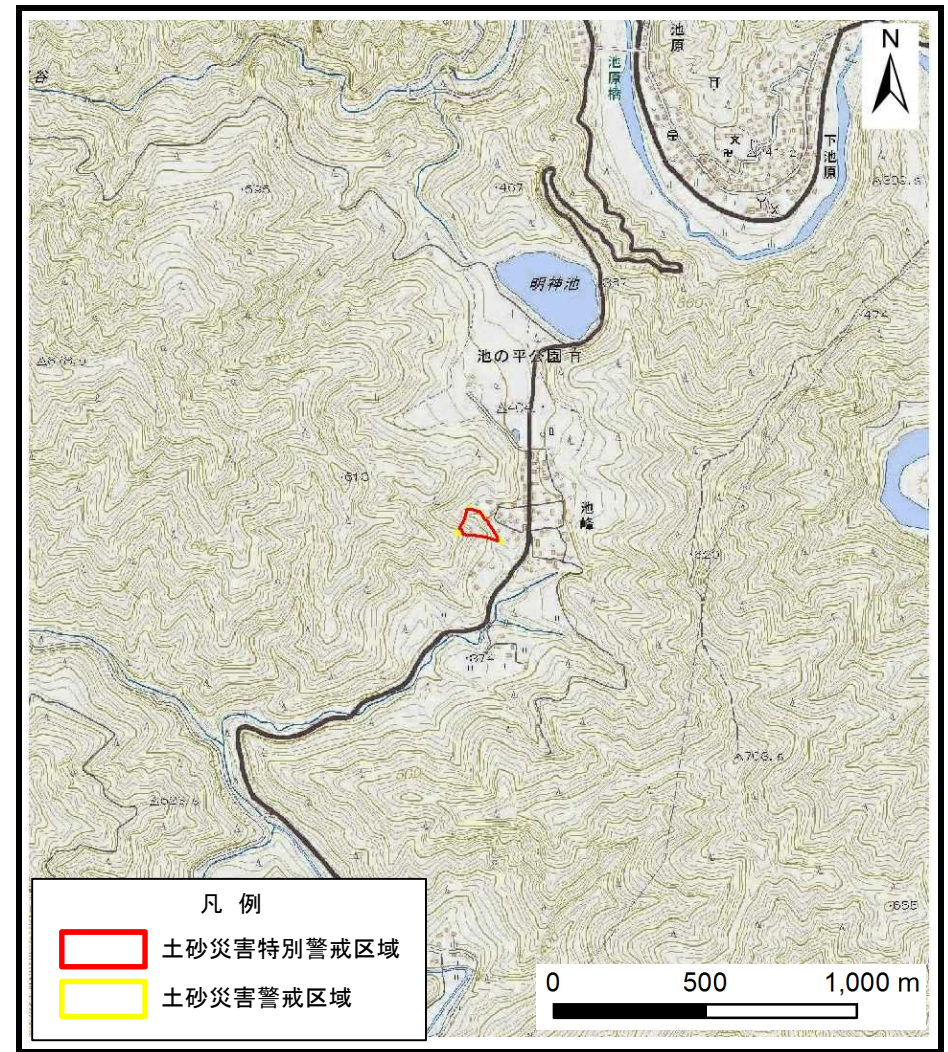 池原
N
池原橋
谷
下池原
·467
明神池
池の平公園
·613
池峰
凡 例
土砂災害特別警戒区域
土砂災害警戒区域
0 500 1,000 m